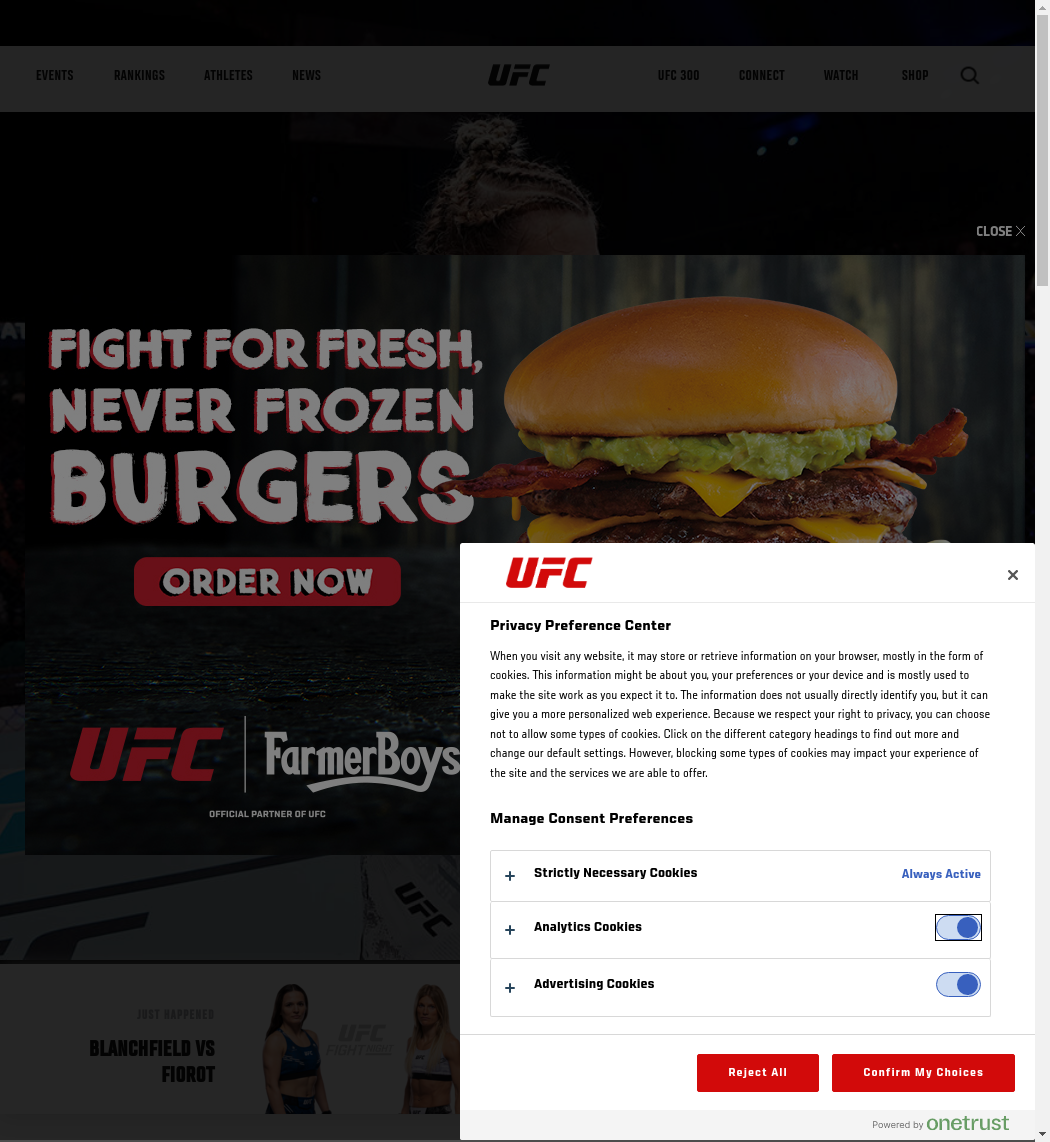 EVENTS RANKINGS ATHLETES NEWS UFC UFC 300 CONNECT WATCH SHOP
CLOSE
FIGHT FOR FRESH,
NEVER FROZEN
BURGERS
ORDER NOW
UFC FarmerBoys
OFFICIAL PARTNER OF UFC
UFC
JUST HAPPENED
BLANCHFIELD VS
FIOROT
UFC
FIGHT NIGHT
UFC
Privacy Preference Center
When you visit any website, it may store or retrieve information on your browser, mostly in the form of
cookies. This information might be about you, your preferences or your device and is mostly used to
make the site work as you expect it to. The information does not usually directly identify you, but it can
give you a more personalized web experience. Because we respect your right to privacy, you can choose
not to allow some types of cookies. Click on the different category headings to find out more and
change our default settings. However, blocking some types of cookies may impact your experience of
the site and the services we are able to offer.
Manage Consent Preferences
Strictly Necessary Cookies Always Active
Analytics Cookies
Advertising Cookies
Reject All Confirm My Choices
Powered by onetrust